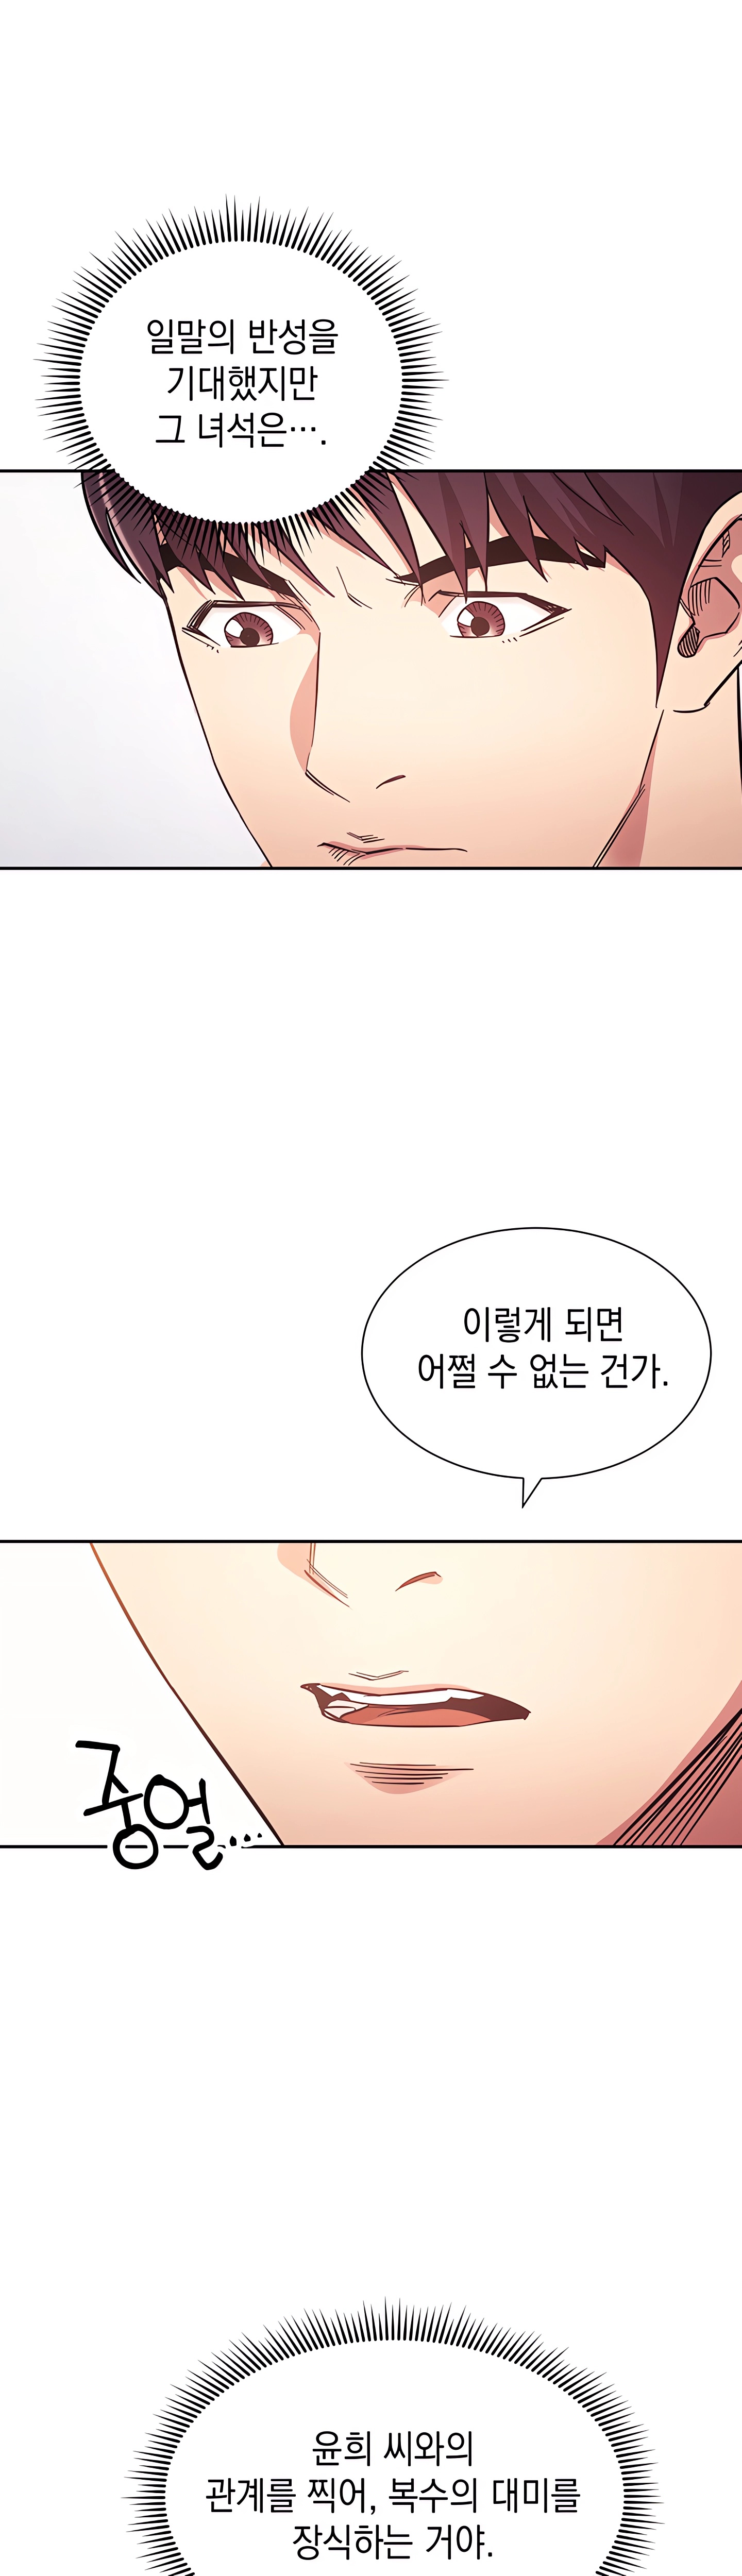 일말의 반성을
기대했지만
그 녀석은….
이렇게 되면
어쩔 수 없는 건가.
중얼...
윤희 씨와의
관계를 찍어, 복수의 대미를
장식하는 거야.